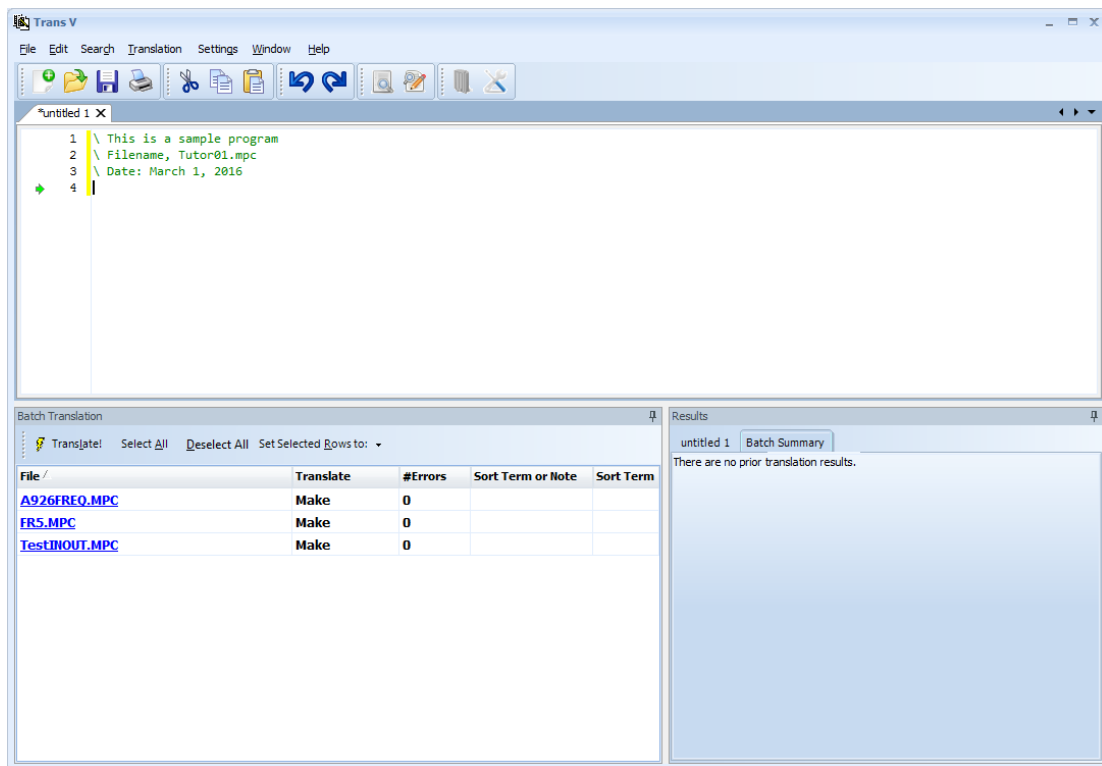 Trans V
File Edit Search Translation Settings Window Help
*untitled 1 X
1 \ This is a sample program
2 \ Filename, Tutor01.mpc
3 \ Date: March 1, 2016
4
Batch Translation
Translate! Select All Deselect All Set Selected Rows to:
File / Translate #Errors Sort Term or Note Sort Term
A926FREQ.MPC Make 0
FR5.MPC Make 0
TestINOUT.MPC Make 0
Results
untitled 1 Batch Summary
There are no prior translation results.